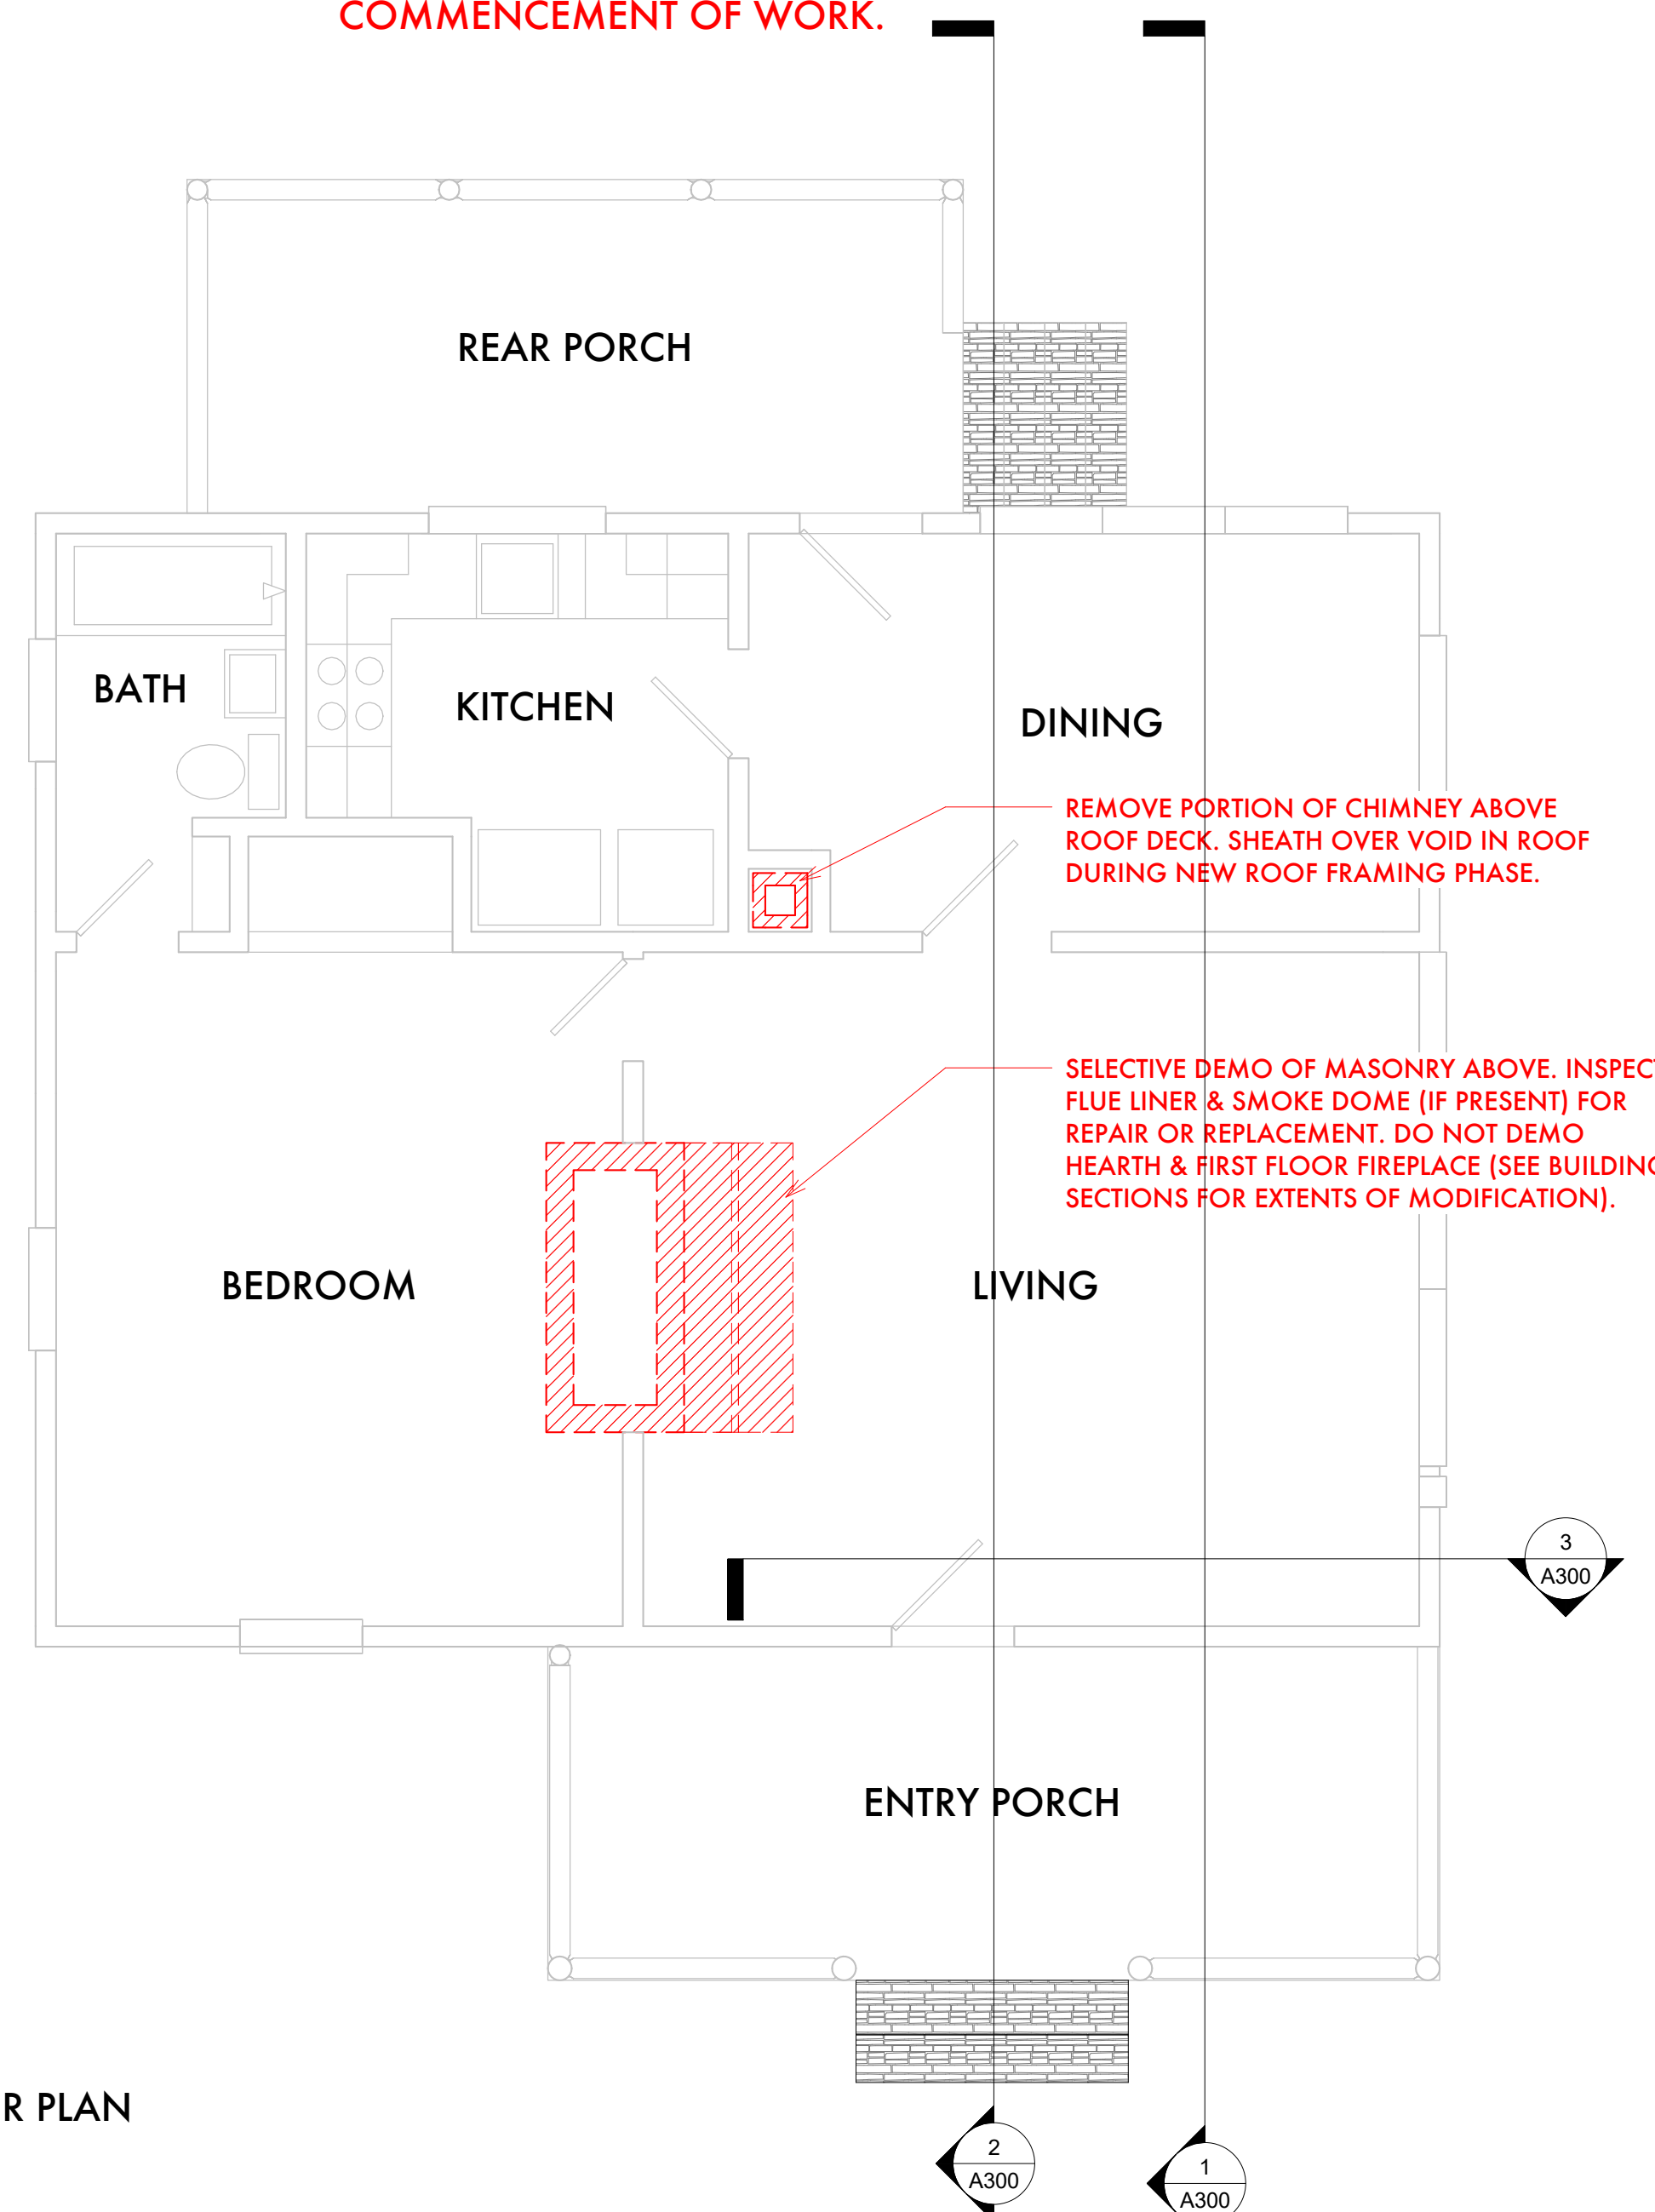 COMMENCEMENT OF WORK.
REAR PORCH
BATH
KITCHEN
DINING
REMOVE PORTION OF CHIMNEY ABOVE
ROOF DECK. SHEATH OVER VOID IN ROOF
DURING NEW ROOF FRAMING PHASE.
SELECTIVE DEMO OF MASONRY ABOVE. INSPECT
FLUE LINER & SMOKE DOME (IF PRESENT) FOR
REPAIR OR REPLACEMENT. DO NOT DEMO
HEARTH & FIRST FLOOR FIREPLACE (SEE BUILDING
SECTIONS FOR EXTENTS OF MODIFICATION).
BEDROOM
LIVING
3
A300
ENTRY PORCH
R PLAN
2
A300
1
A300